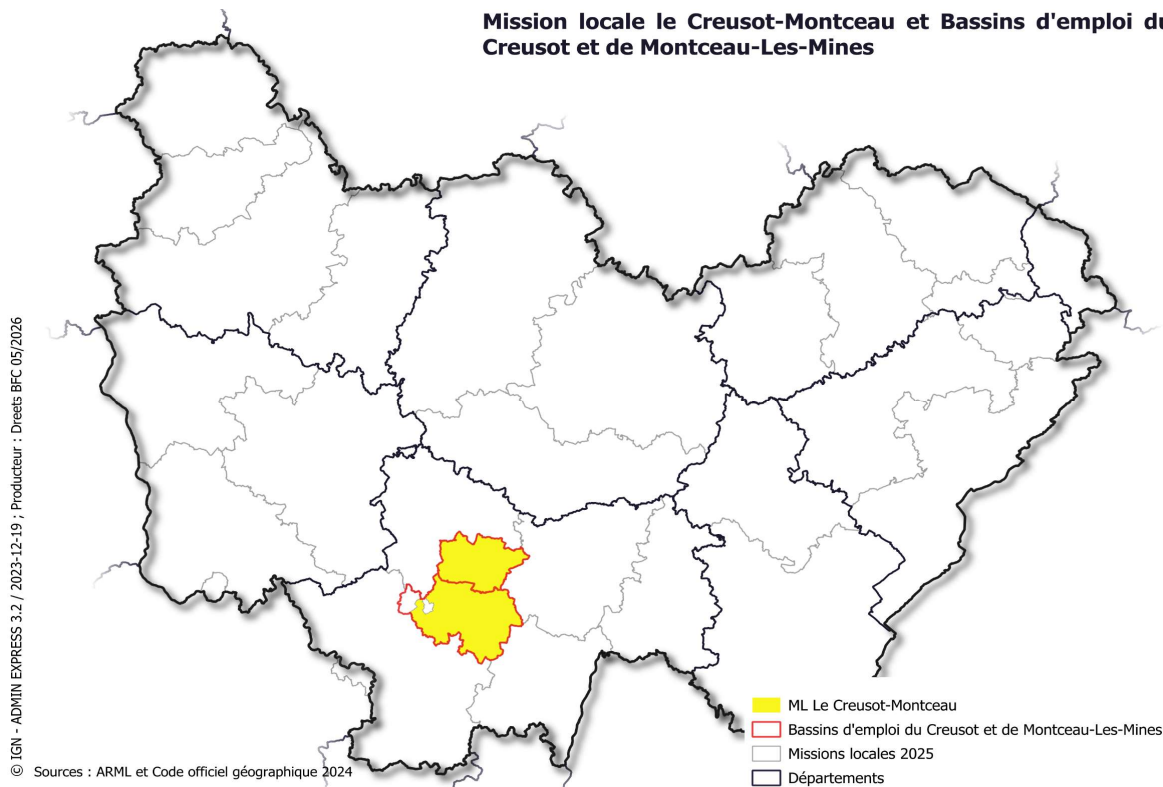 Mission locale le Creusot-Montceau et Bassins d'emploi du
Creusot et de Montceau-Les-Mines
© IGN - ADMIN EXPRESS 3.2 / 2023-12-19 ; Producteur : Dreets BFC 05/2026
ML Le Creusot-Montceau
Bassins d'emploi du Creusot et de Montceau-Les-Mines
Missions locales 2025
Départements
Sources : ARML et Code officiel géographique 2024